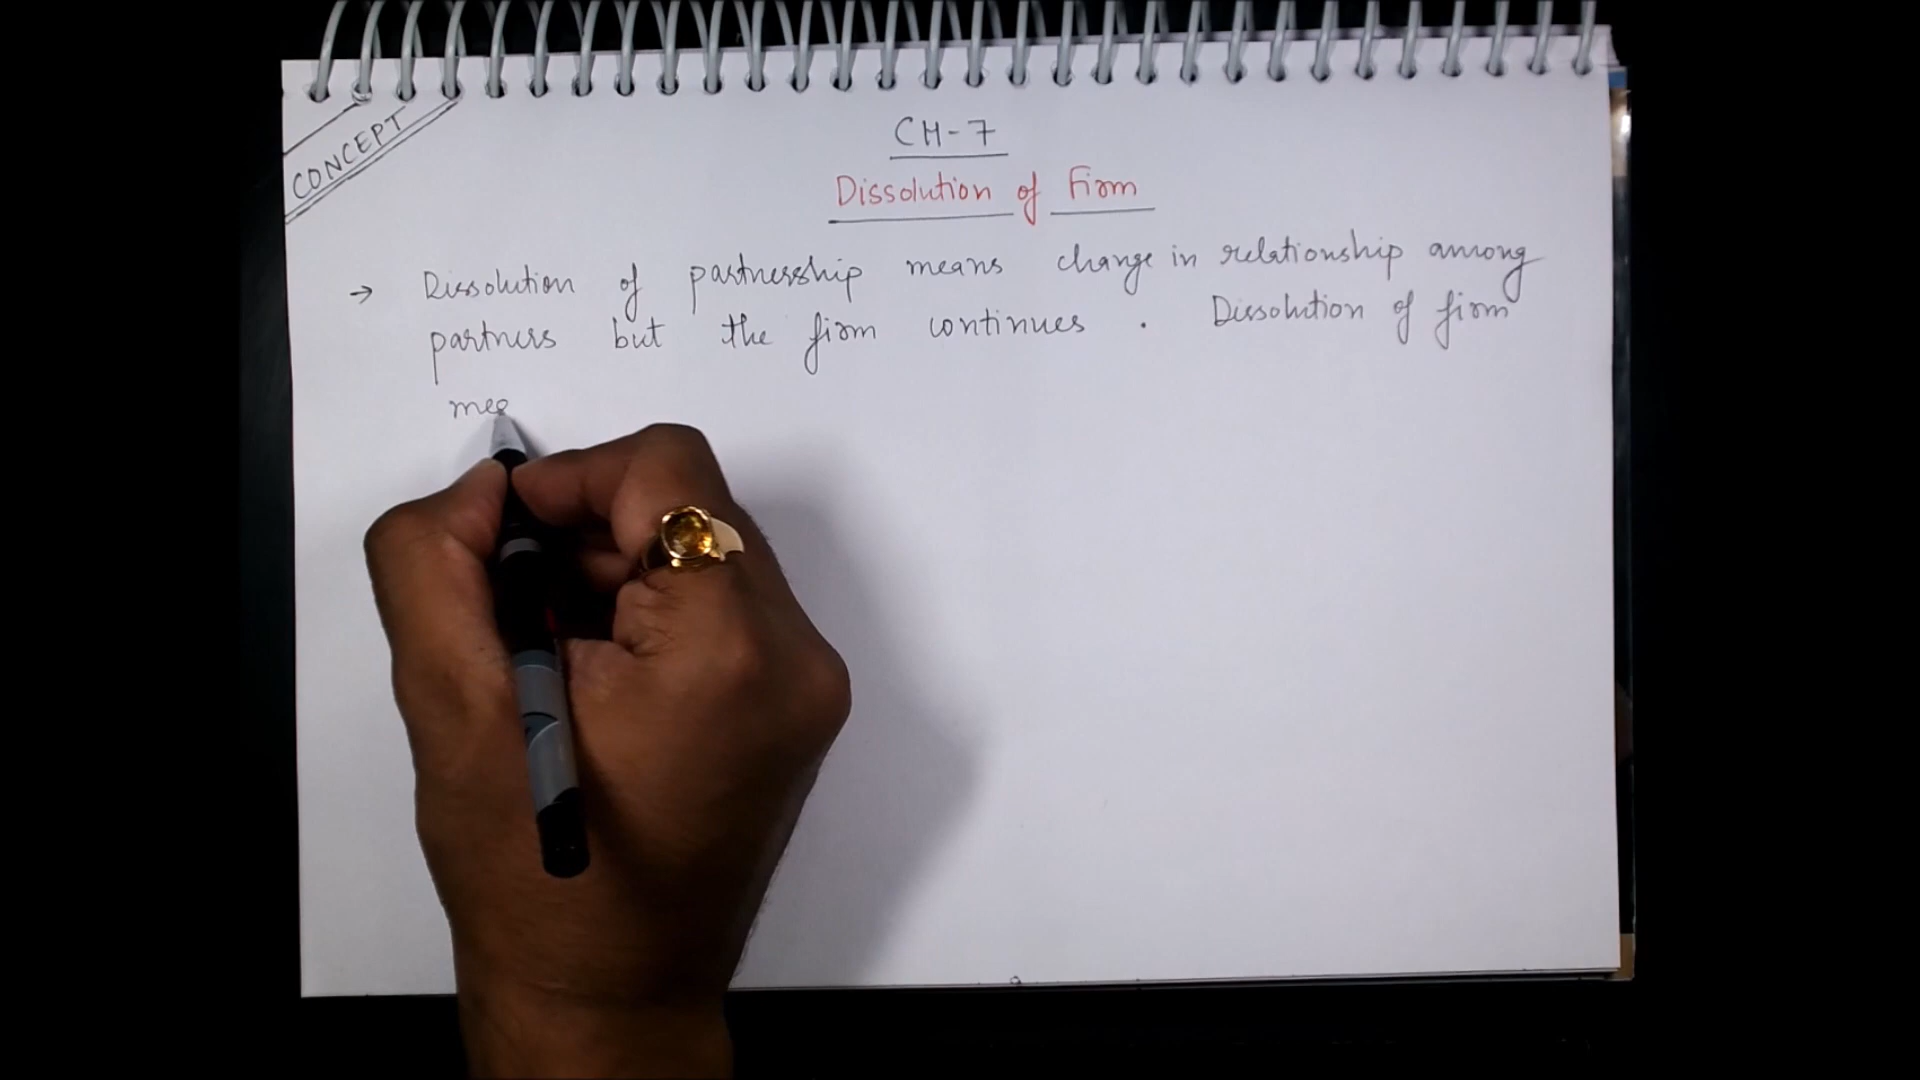 CONCEPT
CH-7
Dissolution of Firm
→ Dissolution of partnership means change in relationship among
partners but the firm continues . Dissolution of firm
mea